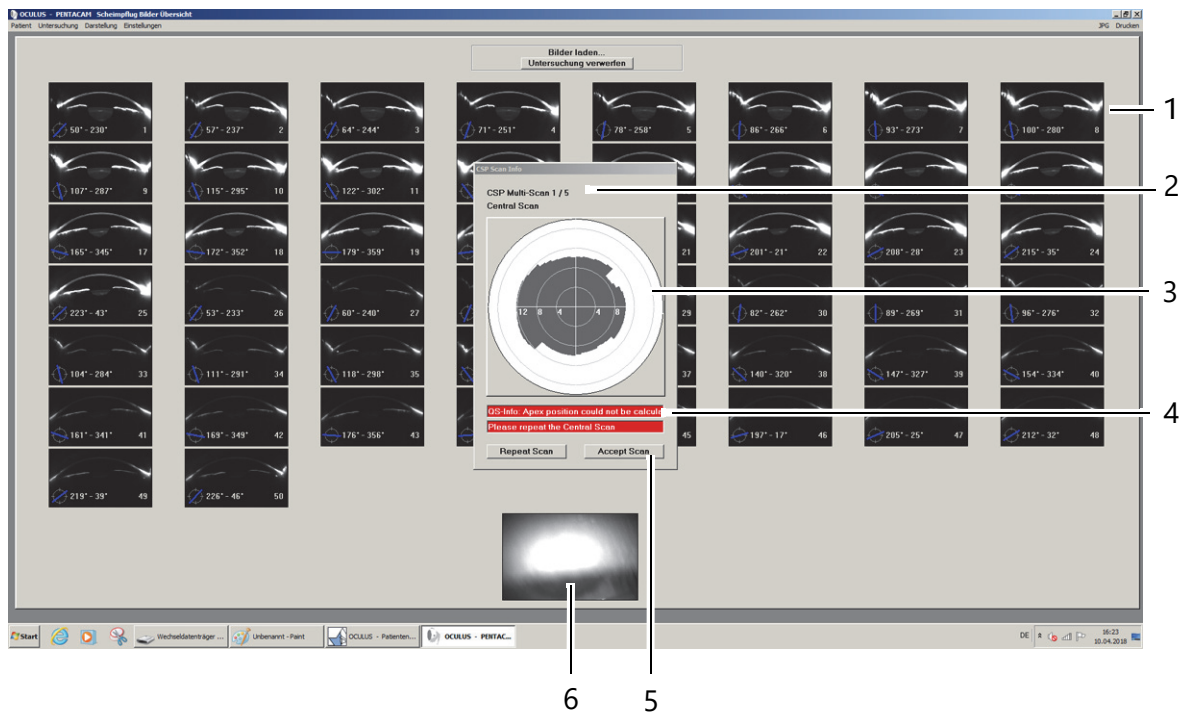 OCULUS - PENTACAM Scheimpflug Bilder Übersicht
Patient Untersuchung Darstellung Einstellungen JPG Drucken
Bilder laden...
Untersuchung verwerfen
50° - 230° 1 57° - 237° 2 64° - 244° 3 71° - 251° 4 78° - 258° 5 86° - 266° 6 93° - 273° 7 100° - 280° 8
1
CSP Scan Info
107° - 287° 9 115° - 295° 10 122° - 302° 11
CSP Multi-Scan 1 / 5
2
Central Scan
165° - 345° 17 172° - 352° 18 179° - 359° 19 21 201° - 21° 22 208° - 28° 23 215° - 35° 24
3
12 8 4 4 8
223° - 43° 25 53° - 233° 26 60° - 240° 27 29 82° - 262° 30 89° - 269° 31 96° - 276° 32
104° - 284° 33 111° - 291° 34 118° - 298° 35 37 140° - 320° 38 147° - 327° 39 154° - 334° 40
QS-Info: Apex position could not be calcula
4
Please repeat the Central Scan
161° - 341° 41 169° - 349° 42 176° - 356° 43 45 197° - 17° 46 205° - 25° 47 212° - 32° 48
Repeat Scan Accept Scan
219° - 39° 49 226° - 46° 50
Start Wechseldatenträger ... Unbenannt - Paint OCULUS - Patienten... OCULUS - PENTAC... DE 16:23
10.04.2018
6 5